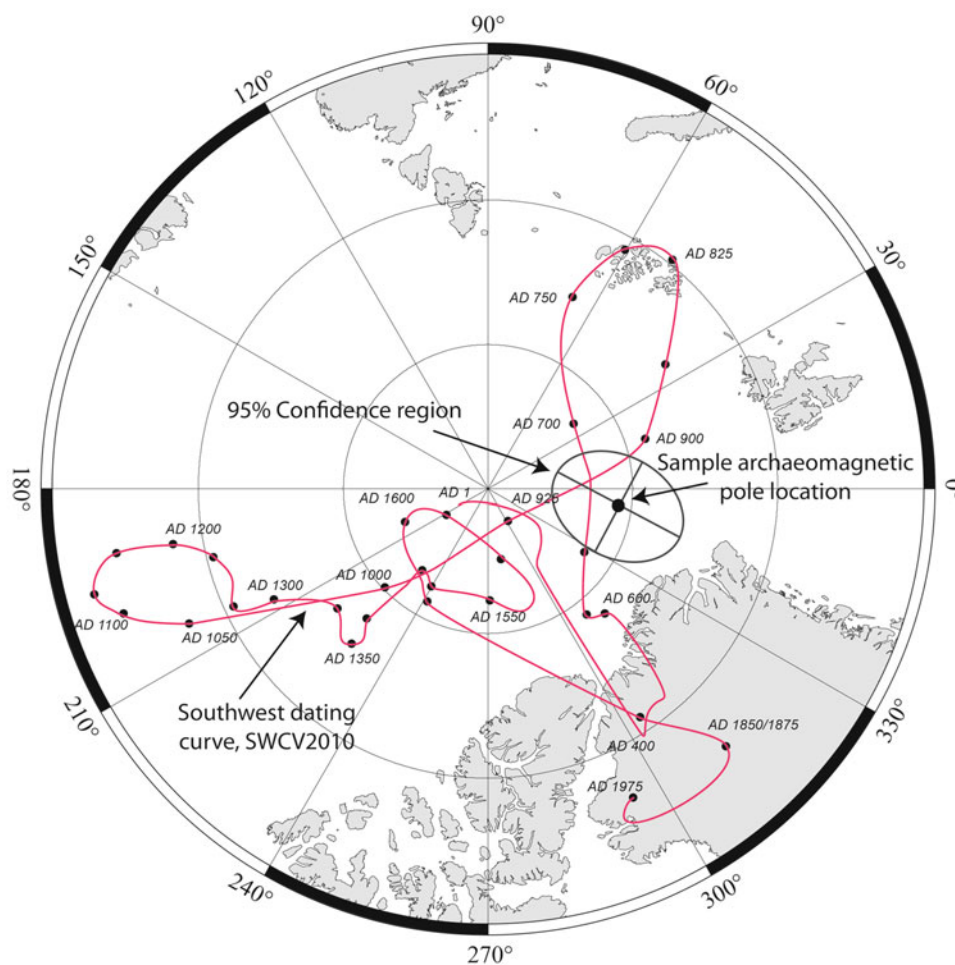 90°
120°
60°
150°
30°
AD 825
AD 750
95% Confidence region
AD 700
AD 900
Sample archaeomagnetic
pole location
180°
0°
AD 1600
AD 1
AD 925
AD 1200
AD 1300
AD 1000
AD 600
AD 1100
AD 1050
AD 1550
AD 1350
210°
Southwest dating
curve, SWCV2010
330°
AD 400
AD 1850/1875
AD 1975
240°
300°
270°